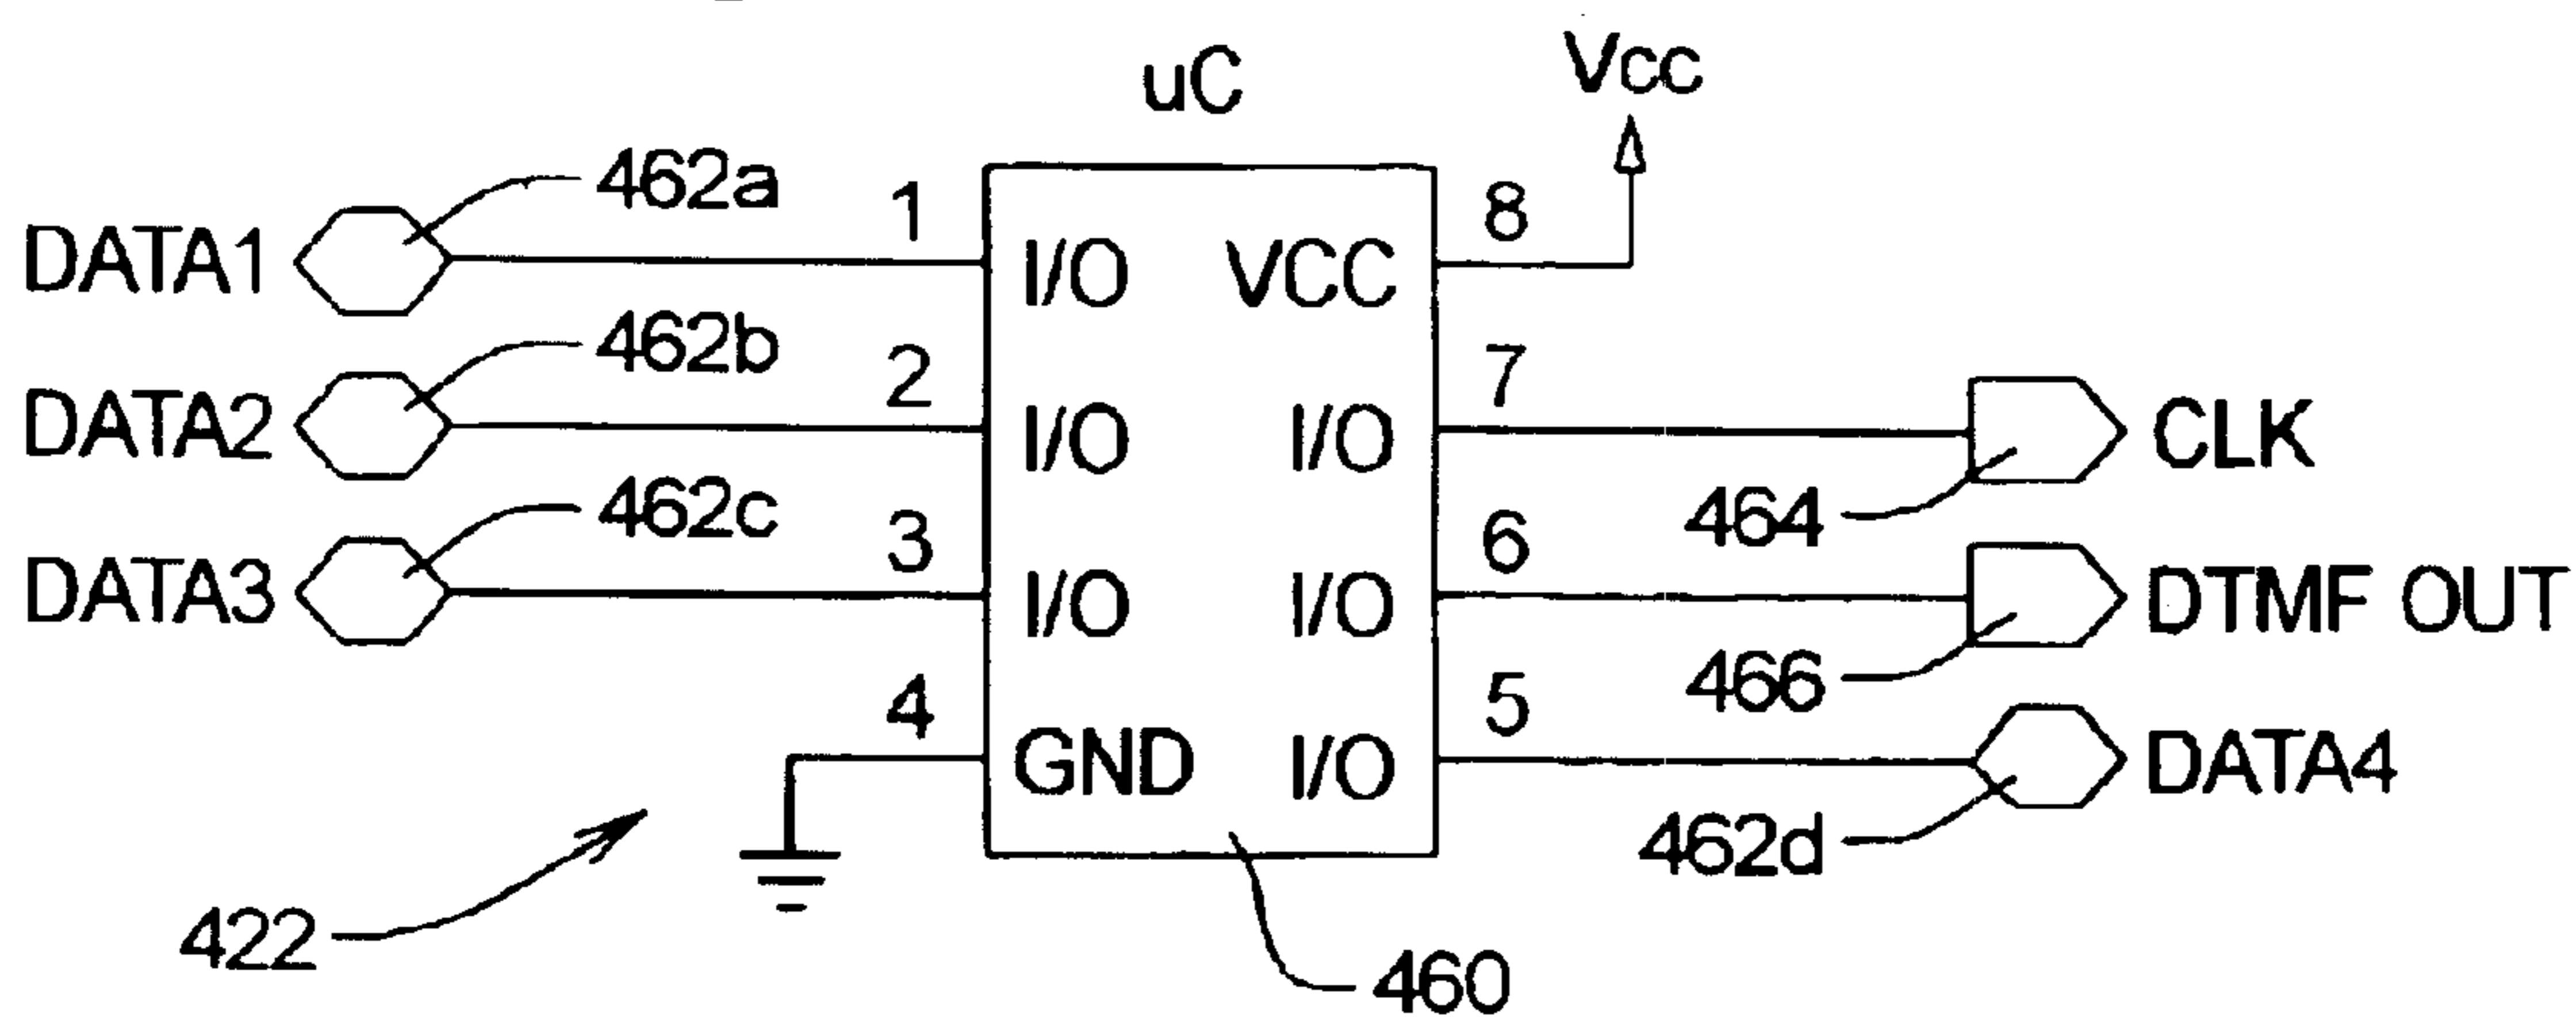 uC
Vcc
462a
1
8
DATA1
I/O
VCC
462b
2
7
DATA2
I/O
I/O
CLK
462c
3
6
464
DATA3
I/O
I/O
DTMF OUT
4
5
466
GND
I/O
DATA4
462d
422
460